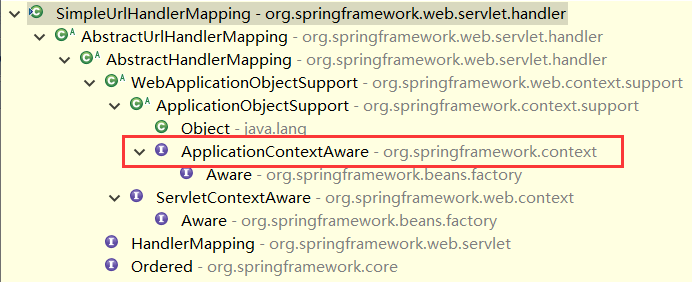 SimpleUrlHandlerMapping - org.springframework.web.servlet.handler
A AbstractUrlHandlerMapping - org.springframework.web.servlet.handler
A AbstractHandlerMapping - org.springframework.web.servlet.handler
A WebApplicationObjectSupport - org.springframework.web.context.support
A ApplicationObjectSupport - org.springframework.context.support
Object - java.lang
ApplicationContextAware - org.springframework.context
Aware - org.springframework.beans.factory
ServletContextAware - org.springframework.web.context
Aware - org.springframework.beans.factory
HandlerMapping - org.springframework.web.servlet
Ordered - org.springframework.core